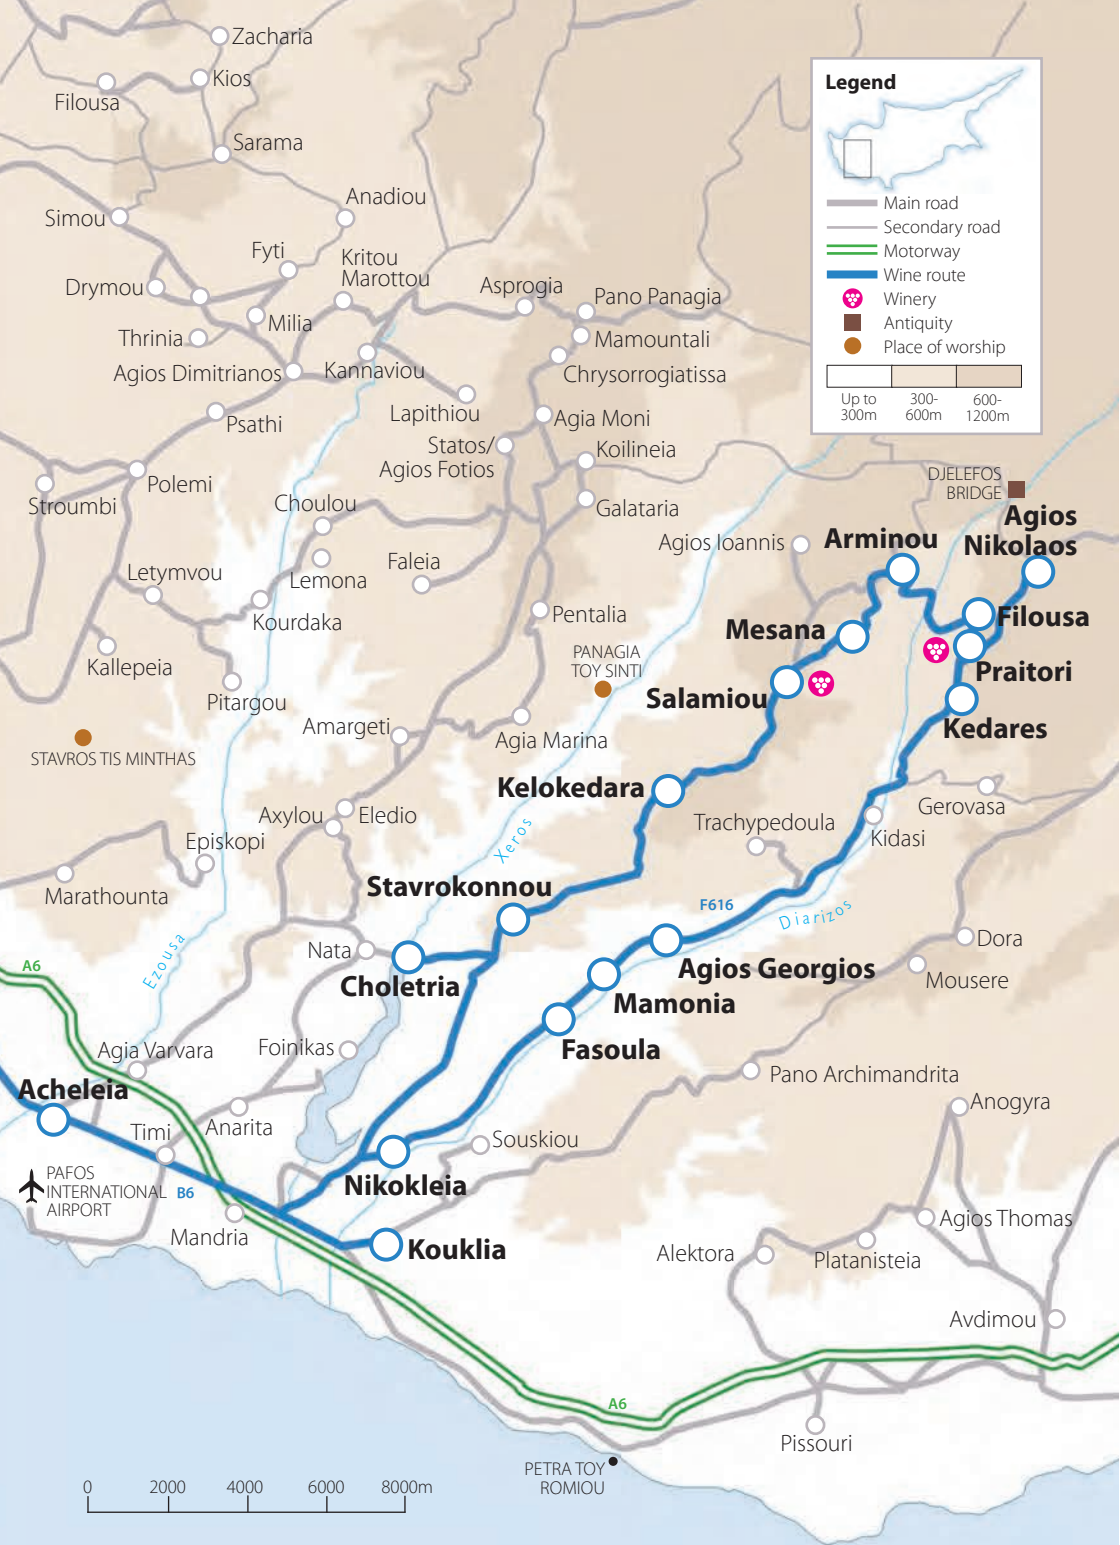 Zacharia
Kios
Filousa
Sarama
Legend
Main road
Secondary road
Motorway
Wine route
Winery
Antiquity
Place of worship
Up to
300m
300-
600m
600-
1200m
Anadiou
Simou
Fyti
Kritou
Marottou
Drymou
Asprogia
Pano Panagia
Milia
Thrinia
Mamountali
Agios Dimitrianos
Kannaviou
Chrysorrogiatissa
Lapithiou
Psathi
Agia Moni
Statos/
Agios Fotios
Koilineia
Polemi
Stroumbi
Choulou
Galataria
DJELEFOS
BRIDGE
Agios
Nikolaos
Arminou
Agios Ioannis
Letymvou
Lemona
Faleia
Kourdaka
Pentalia
Filousa
Mesana
Kallepeia
PANAGIA
TOY SINTI
Praitori
Pitargou
Salamiou
Amargeti
Agia Marina
Kedares
STAVROS TIS MINTHAS
Kelokedara
Gerovasa
Axylou
Eledio
Trachypedoula
Kidasi
Episkopi
Xeros
Marathounta
Stavrokonnou
F616
Diarizos
Nata
Ezousa
A6
Choletria
Agios Georgios
Dora
Mousere
Mamonia
Agia Varvara
Foinikas
Fasoula
Pano Archimandrita
Acheleia
Anogyra
Timi
Anarita
Souskiou
PAFOS
INTERNATIONAL
AIRPORT
B6
Nikokleia
Mandria
Kouklia
Agios Thomas
Alektora
Platanisteia
Avdimou
A6
Pissouri
PETRA TOY
ROMIOU
0 2000 4000 6000 8000m